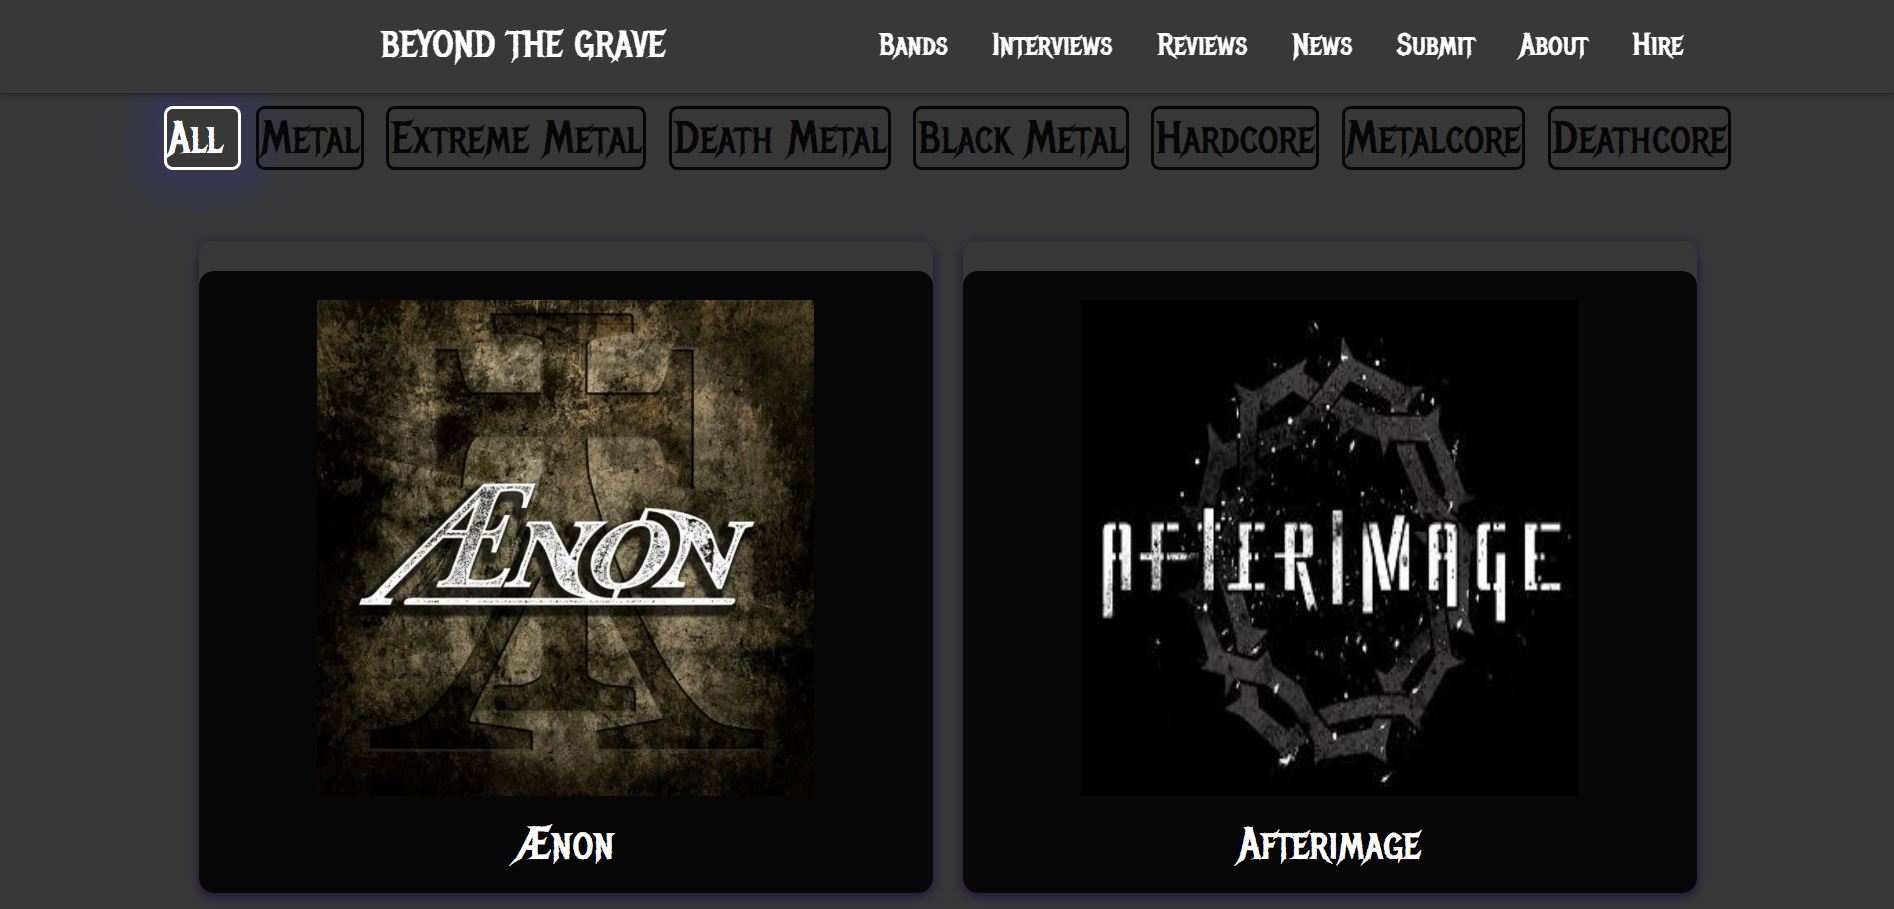 BEYOND THE GRAVE Bands Interviews Reviews News Submit About Hire
All Metal Extreme Metal Death Metal Black Metal Hardcore Metalcore Deathcore
ÆNON AFTERIMAGE
Ænon Afterimage